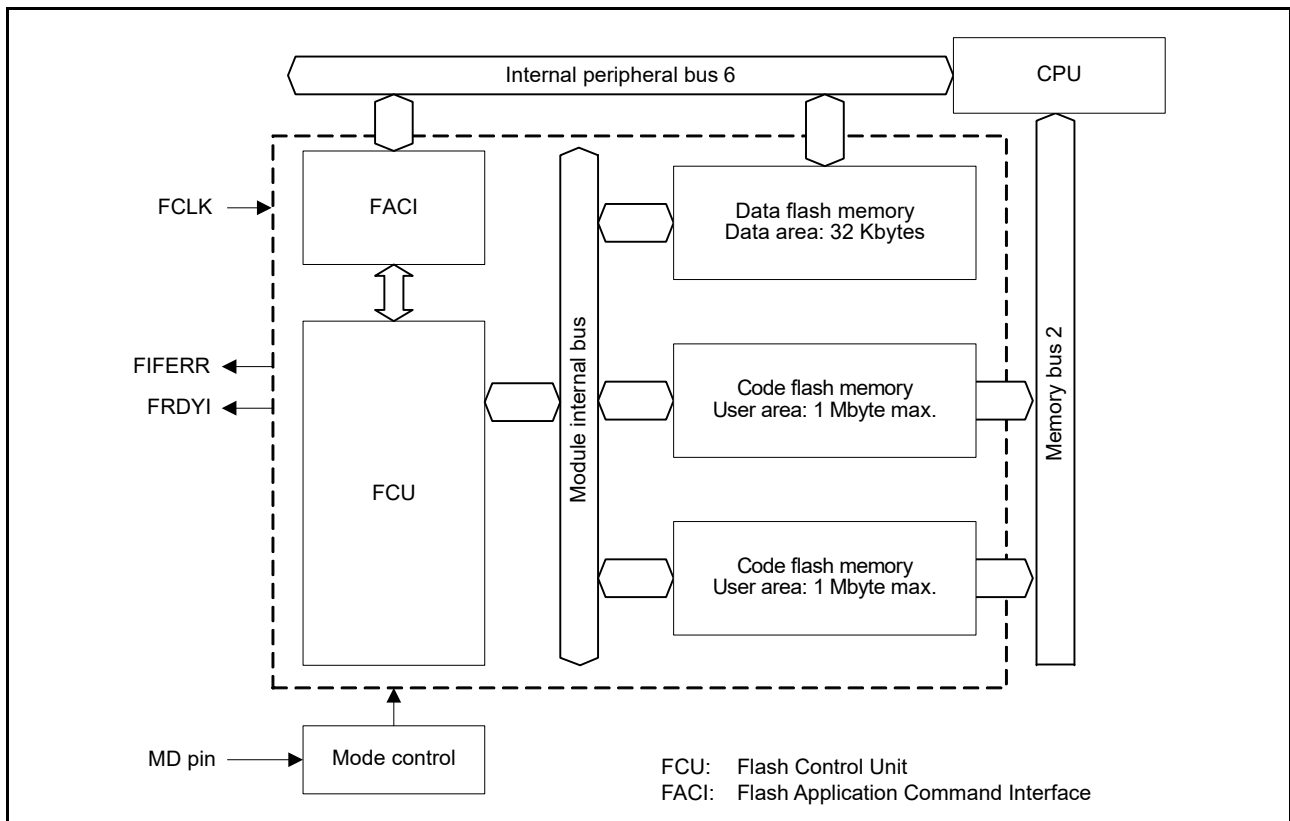 Internal peripheral bus 6
CPU
FACI
FCLK
Data flash memory
Data area: 32 Kbytes
FIFERR
FRDYI
FCU
Module internal bus
Code flash memory
User area: 1 Mbyte max.
Memory bus 2
Code flash memory
User area: 1 Mbyte max.
MD pin
Mode control
FCU: Flash Control Unit
FACI: Flash Application Command Interface